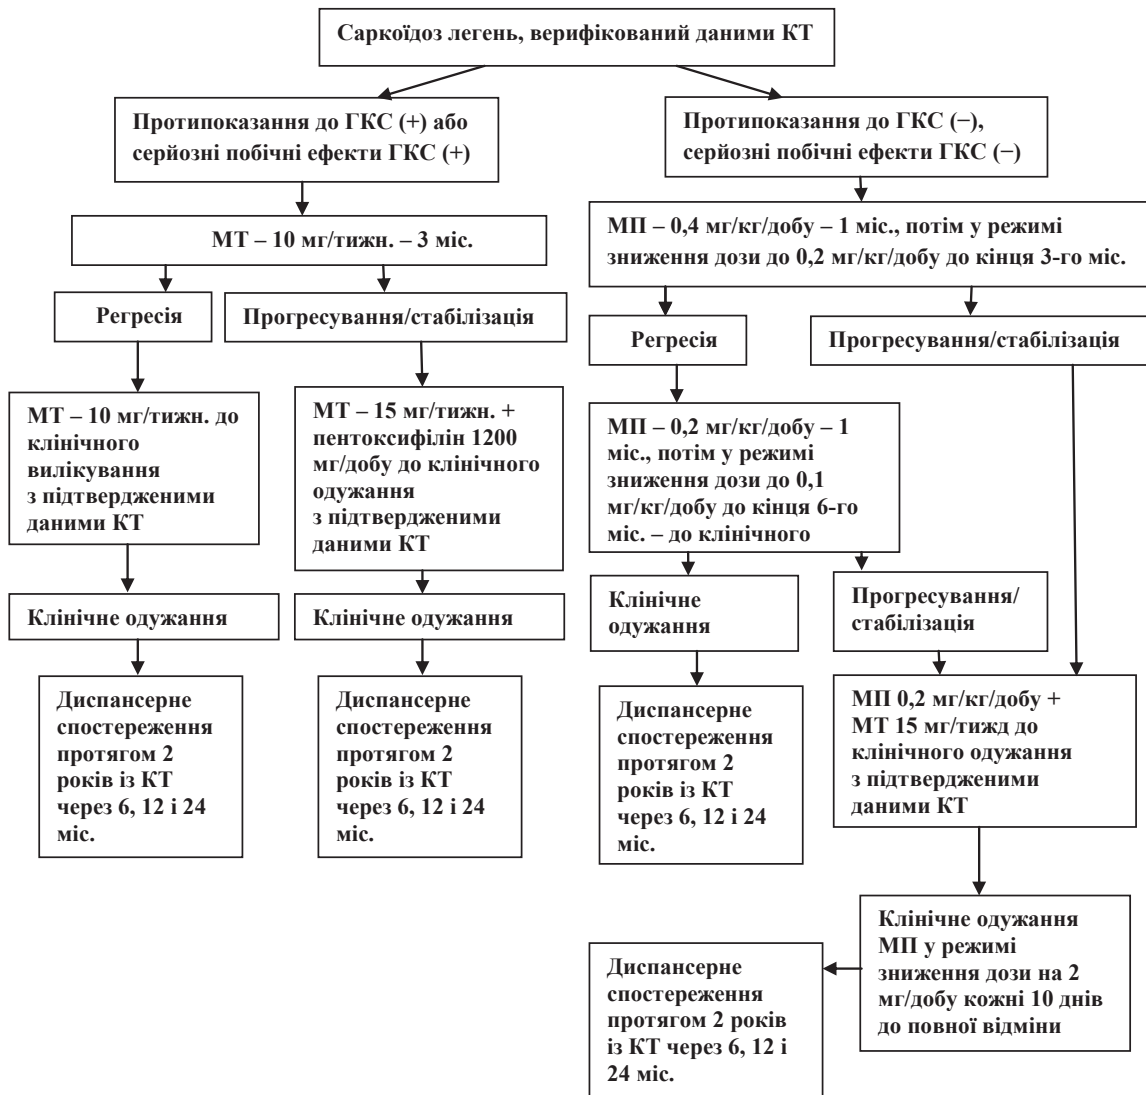 Саркоїдоз легень, верифікований даними КТ
Протипоказання до ГКС (+) або
серйозні побічні ефекти ГКС (+)
Протипоказання до ГКС (−),
серйозні побічні ефекти ГКС (−)
МТ – 10 мг/тижн. – 3 міс.
МП – 0,4 мг/кг/добу – 1 міс., потім у режимі
зниження дози до 0,2 мг/кг/добу до кінця 3-го міс.
Регресія
Прогресування/стабілізація
Регресія
Прогресування/стабілізація
МТ – 10 мг/тижн. до
клінічного
вилікування
з підтвердженими
даними КТ
МТ – 15 мг/тижн. +
пентоксифілін 1200
мг/добу до клінічного
одужання
з підтвердженими
даними КТ
МП – 0,2 мг/кг/добу – 1
міс., потім у режимі
зниження дози до 0,1
мг/кг/добу до кінця 6-го
міс. – до клінічного
Клінічне одужання
Клінічне одужання
Клінічне
одужання
Прогресування/
стабілізація
Диспансерне
спостереження
протягом 2
років із КТ
через 6, 12 і 24
міс.
Диспансерне
спостереження
протягом 2
років із КТ
через 6, 12 і 24
міс.
Диспансерне
спостереження
протягом 2
років із КТ
через 6, 12 і 24
міс.
МП 0,2 мг/кг/добу +
МТ 15 мг/тижд до
клінічного одужання
з підтвердженими
даними КТ
Клінічне одужання
МП у режимі
зниження дози на 2
мг/добу кожні 10 днів
до повної відміни
Диспансерне
спостереження
протягом 2 років
із КТ через 6, 12 і
24 міс.